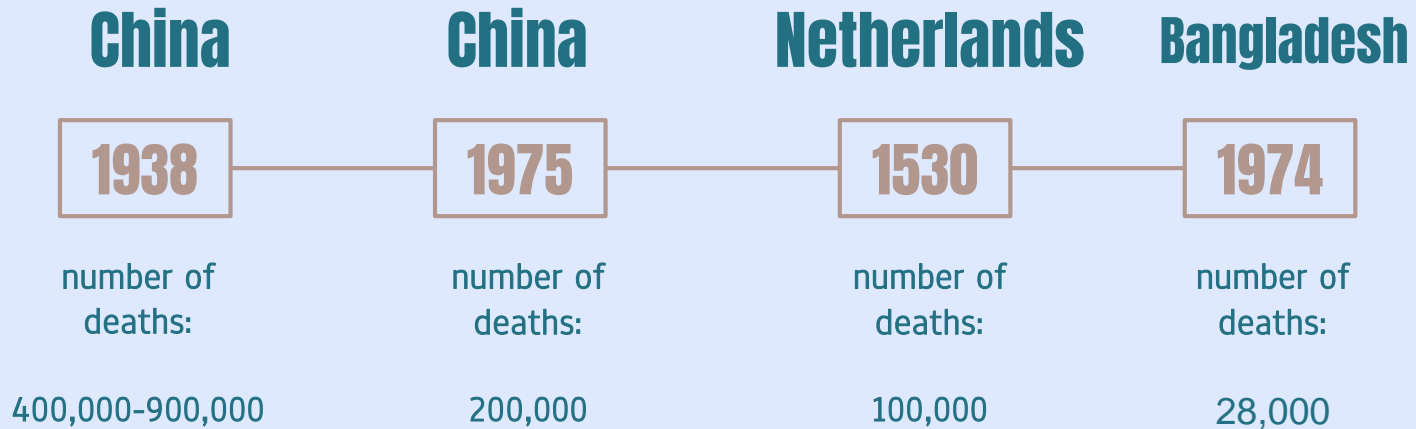 China China Netherlands Bangladesh
1938 1975 1530 1974
number of number of number of number of
deaths: deaths: deaths: deaths:
400,000-900,000 200,000 100,000 28,000